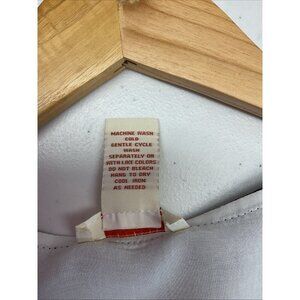 MACHINE WASH
COLD
GENTLE CYCLE
WASH
SEPARATELY OR
WITH LIKE COLORS
DO NOT BLEACH
HANG TO DRY
COOL IRON
AS NEEDED